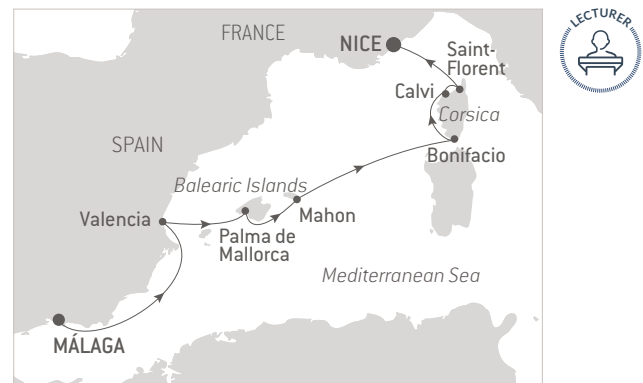 FRANCE
LECTURER
NICE
Saint-
Florent
Calvi
Corsica
SPAIN
Bonifacio
Balearic Islands
Valencia
Mahon
Palma de
Mallorca
Mediterranean Sea
MÁLAGA